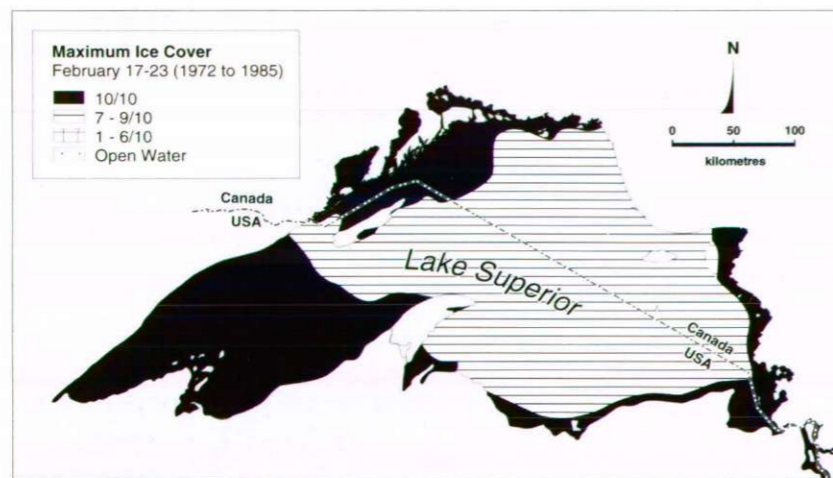 Maximum Ice Cover
February 17-23 (1972 to 1985)
10/10
7 - 9/10
1 - 6/10
Open Water
N
0 50 100
kilometres
Canada
USA
Lake Superior
Canada
USA